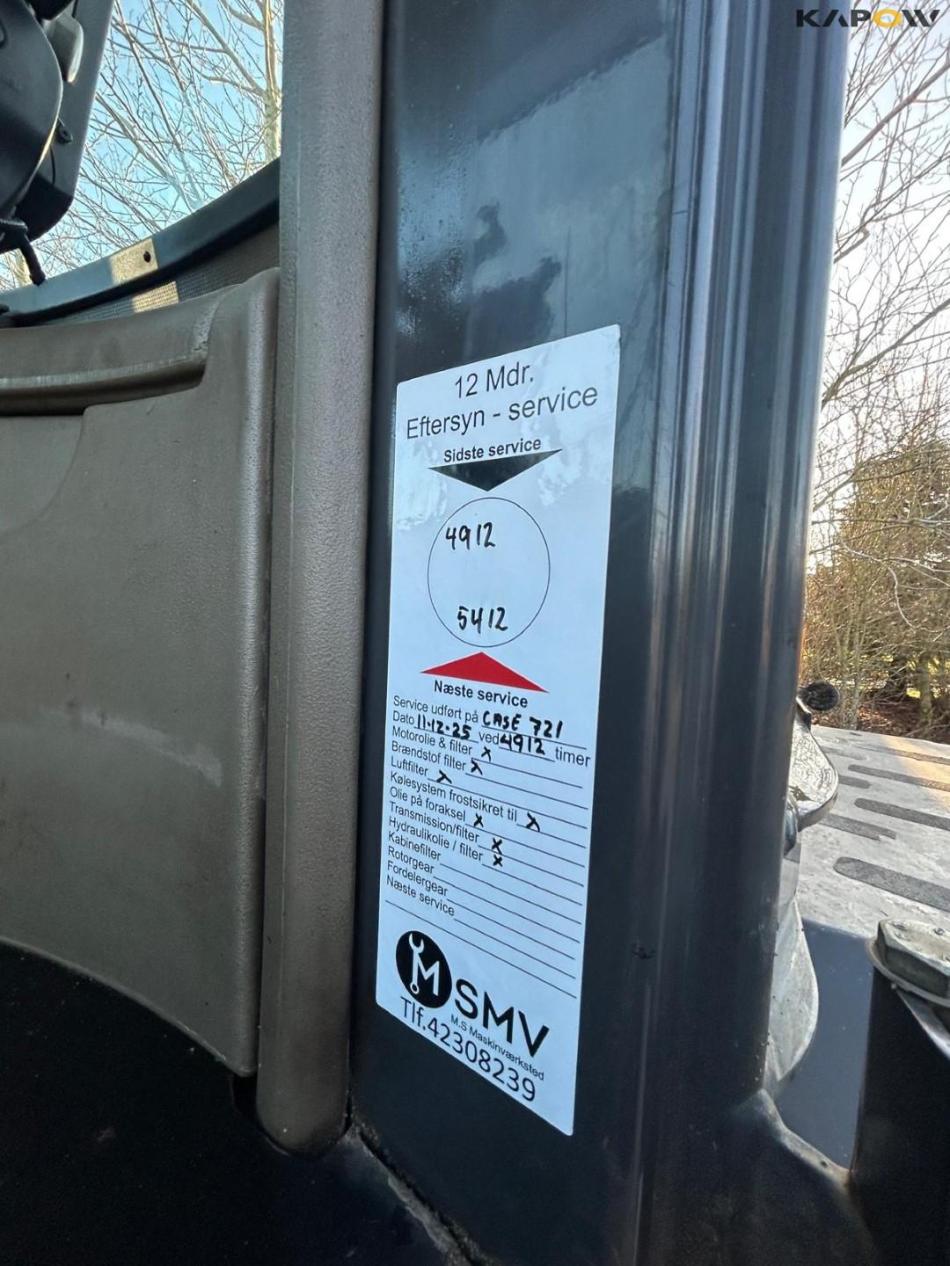 KAPOW
12 Mdr.
Eftersyn - service
Sidste service
4912
5412
Næste service
Service udført på CASE 721
Dato 11-12-25 ved 4912 timer
Motorolie & filter x
Brændstof filter x
Luftfilter x
Kølesystem frostsikret til x
Olie på foraksel x
Transmission/filter x
Hydraulikolie / filter x
Kabinefilter
Rotorgear
Fordelergear
Næste service
M SMV
M.S Maskinværksted
Tlf.42308239